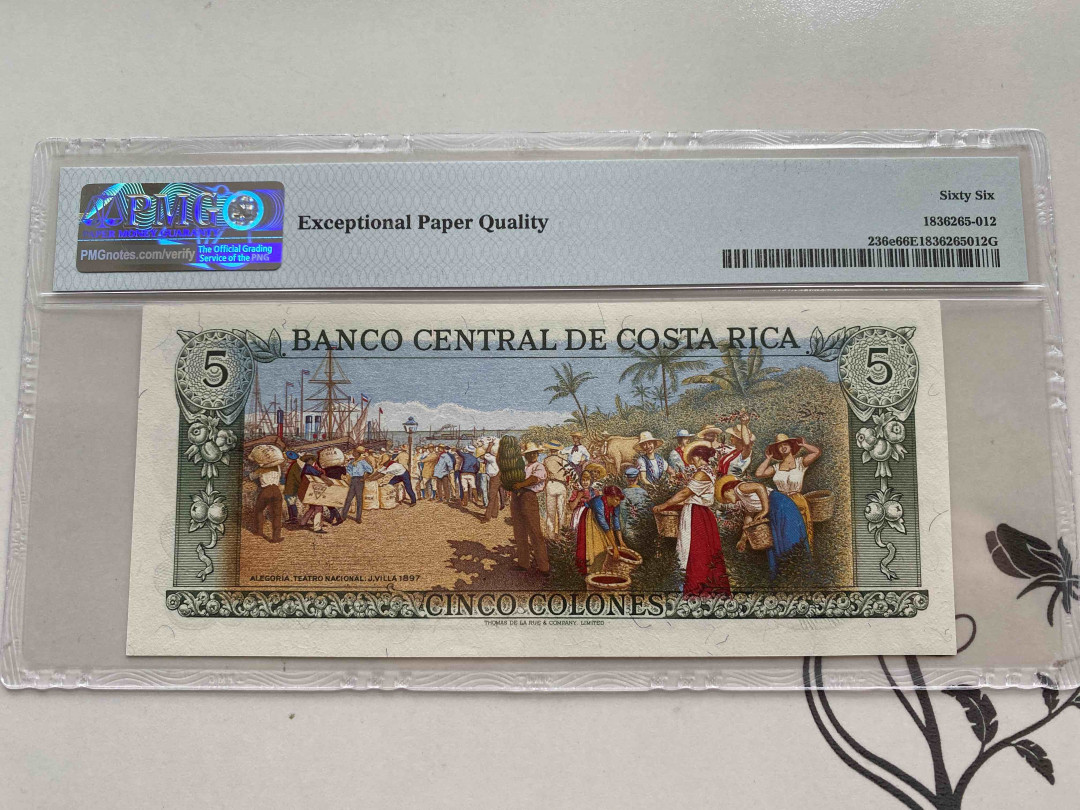 PMG
PMGnotes.com/verify
The Official Grading
Service of the PNG
Exceptional Paper Quality
Sixty Six
1836265-012
236e66E1836265012G
BANCO CENTRAL DE COSTA RICA
5
5
ALEGORIA, TEATRO NACIONAL: J.VILLA 1897
CINCO COLONES
THOMAS DE LA RUE & COMPANY, LIMITED